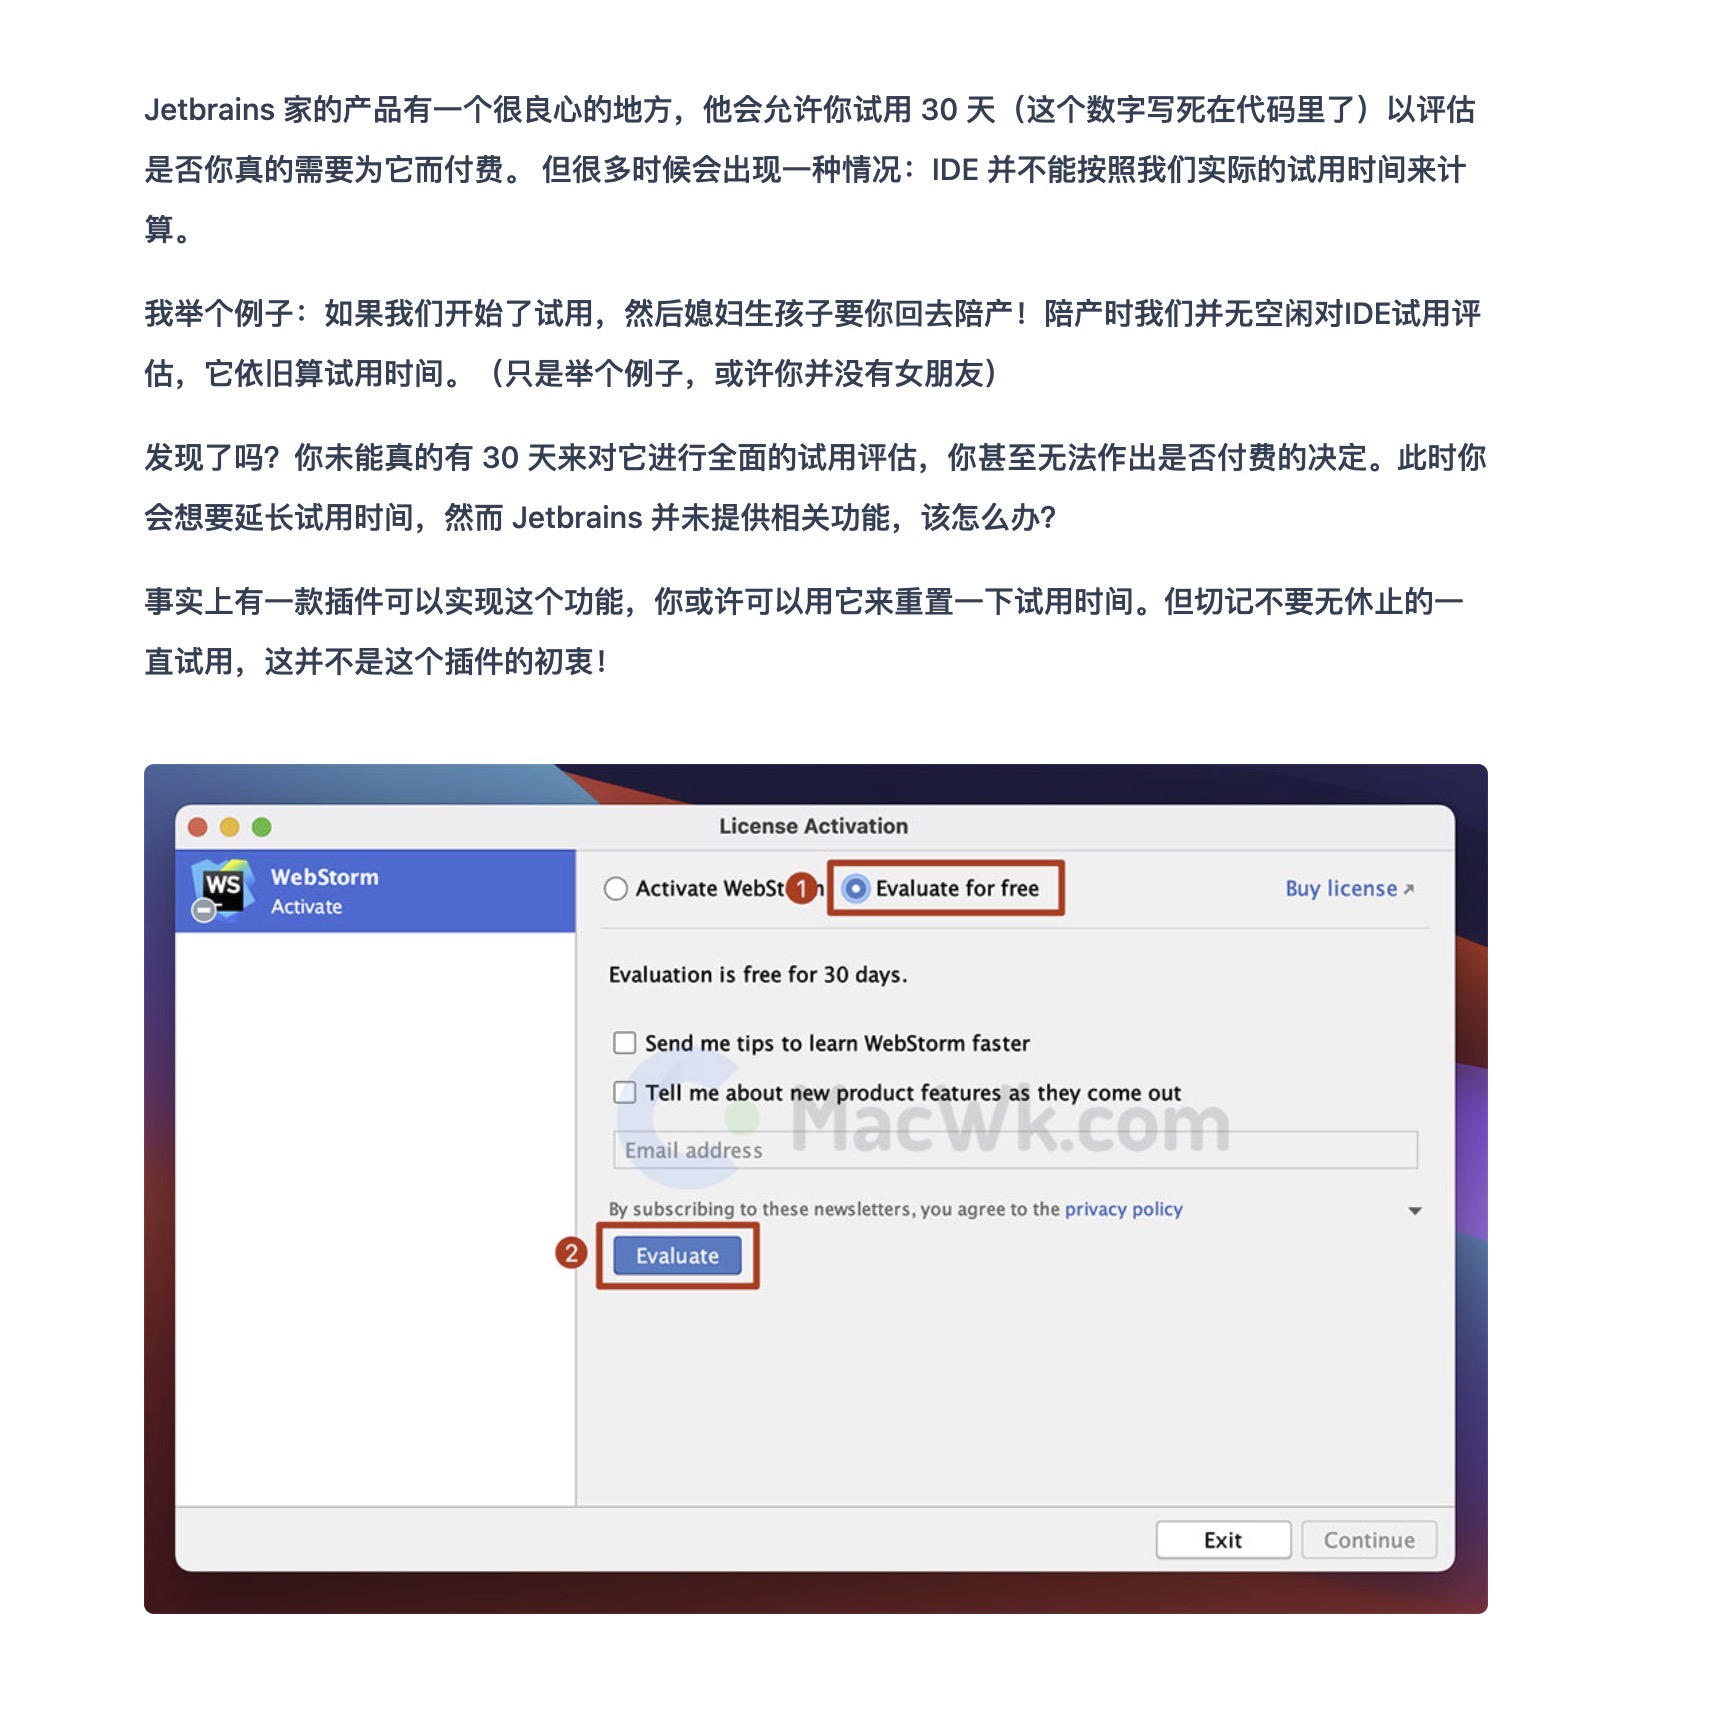 Jetbrains 家的产品有一个很良心的地方，他会允许你试用 30 天（这个数字写死在代码里了）以评估
是否你真的需要为它而付费。 但很多时候会出现一种情况：IDE 并不能按照我们实际的试用时间来计
算。
我举个例子：如果我们开始了试用，然后媳妇生孩子要你回去陪产！陪产时我们并无空闲对IDE试用评
估，它依旧算试用时间。（只是举个例子，或许你并没有女朋友）
发现了吗？你未能真的有 30 天来对它进行全面的试用评估，你甚至无法作出是否付费的决定。此时你
会想要延长试用时间，然而 Jetbrains 并未提供相关功能，该怎么办？
事实上有一款插件可以实现这个功能，你或许可以用它来重置一下试用时间。但切记不要无休止的一
直试用，这并不是这个插件的初衷！
License Activation
WS
WebStorm
Activate
Activate WebSt
1
Evaluate for free
Buy license
Evaluation is free for 30 days.
Send me tips to learn WebStorm faster
Tell me about new product features as they come out
MacWk.com
Email address
By subscribing to these newsletters, you agree to the privacy policy
2
Evaluate
Exit
Continue